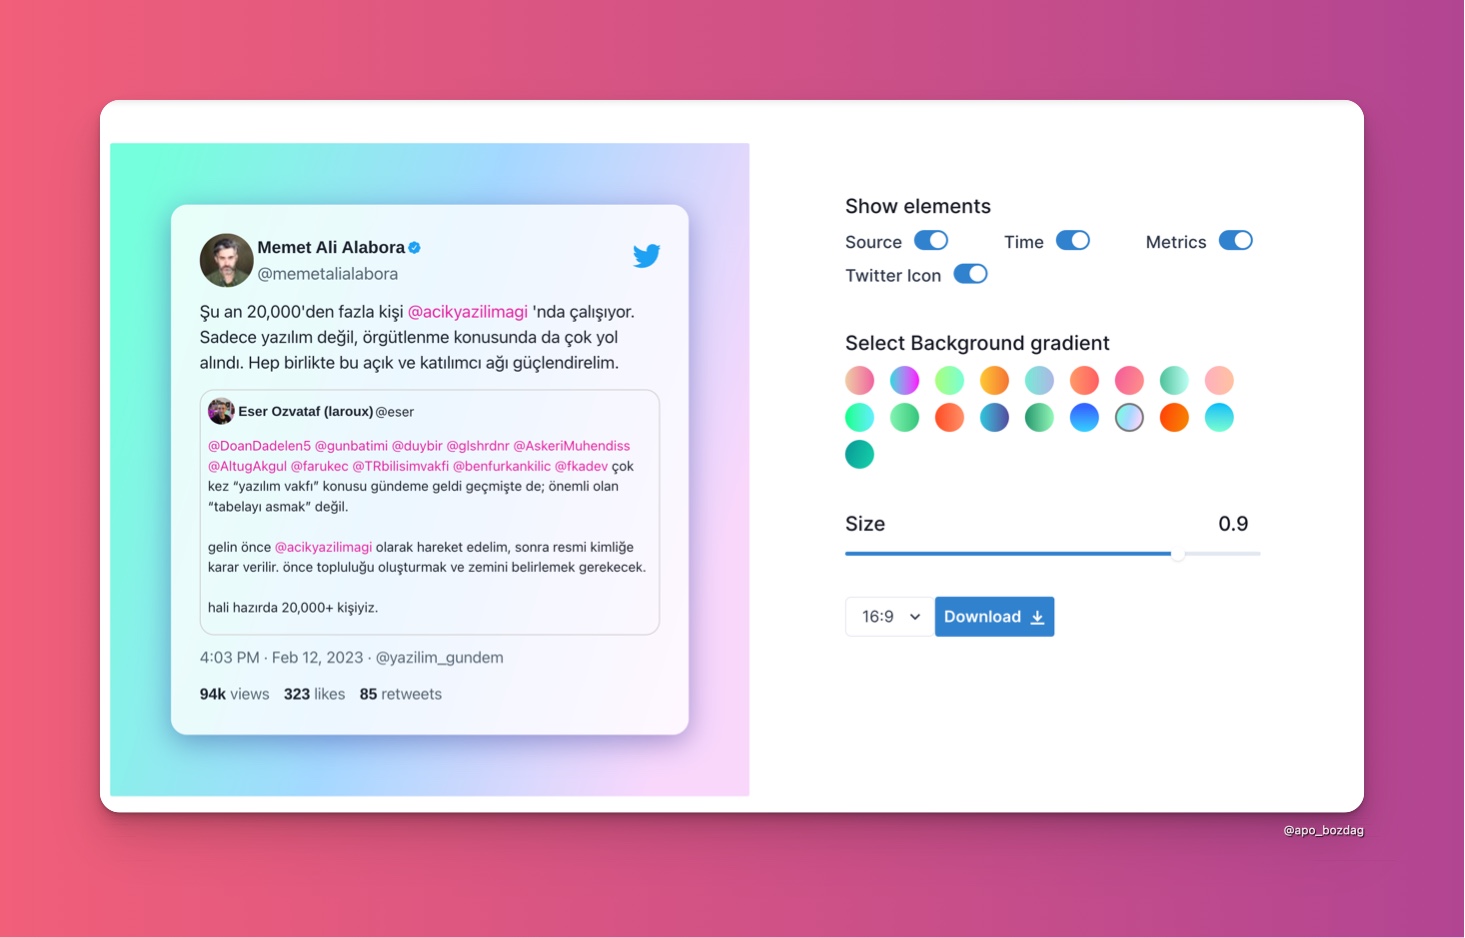 Memet Ali Alabora
@memetalialabora
Şu an 20,000'den fazla kişi @acikyazilimagi 'nda çalışıyor.
Sadece yazılım değil, örgütlenme konusunda da çok yol
alındı. Hep birlikte bu açık ve katılımcı ağı güçlendirelim.
Eser Ozvataf (laroux) @eser
@DoanDadelen5 @gunbatimi @duybir @glshrdnr @AskeriMuhendiss
@AltugAkgul @farukec @TRbilisimvakfi @benfurkankilic @fkadev çok
kez “yazılım vakfı” konusu gündeme geldi geçmişte de; önemli olan
“tabelayı asmak” değil.
gelin önce @acikyazilimagi olarak hareket edelim, sonra resmi kimliğe
karar verilir. önce topluluğu oluşturmak ve zemini belirlemek gerekecek.
hali hazırda 20,000+ kişiyiz.
4:03 PM · Feb 12, 2023 · @yazilim_gundem
94k views 323 likes 85 retweets
Show elements
Source Time Metrics
Twitter Icon
Select Background gradient
Size 0.9
16:9 Download
@apo_bozdag